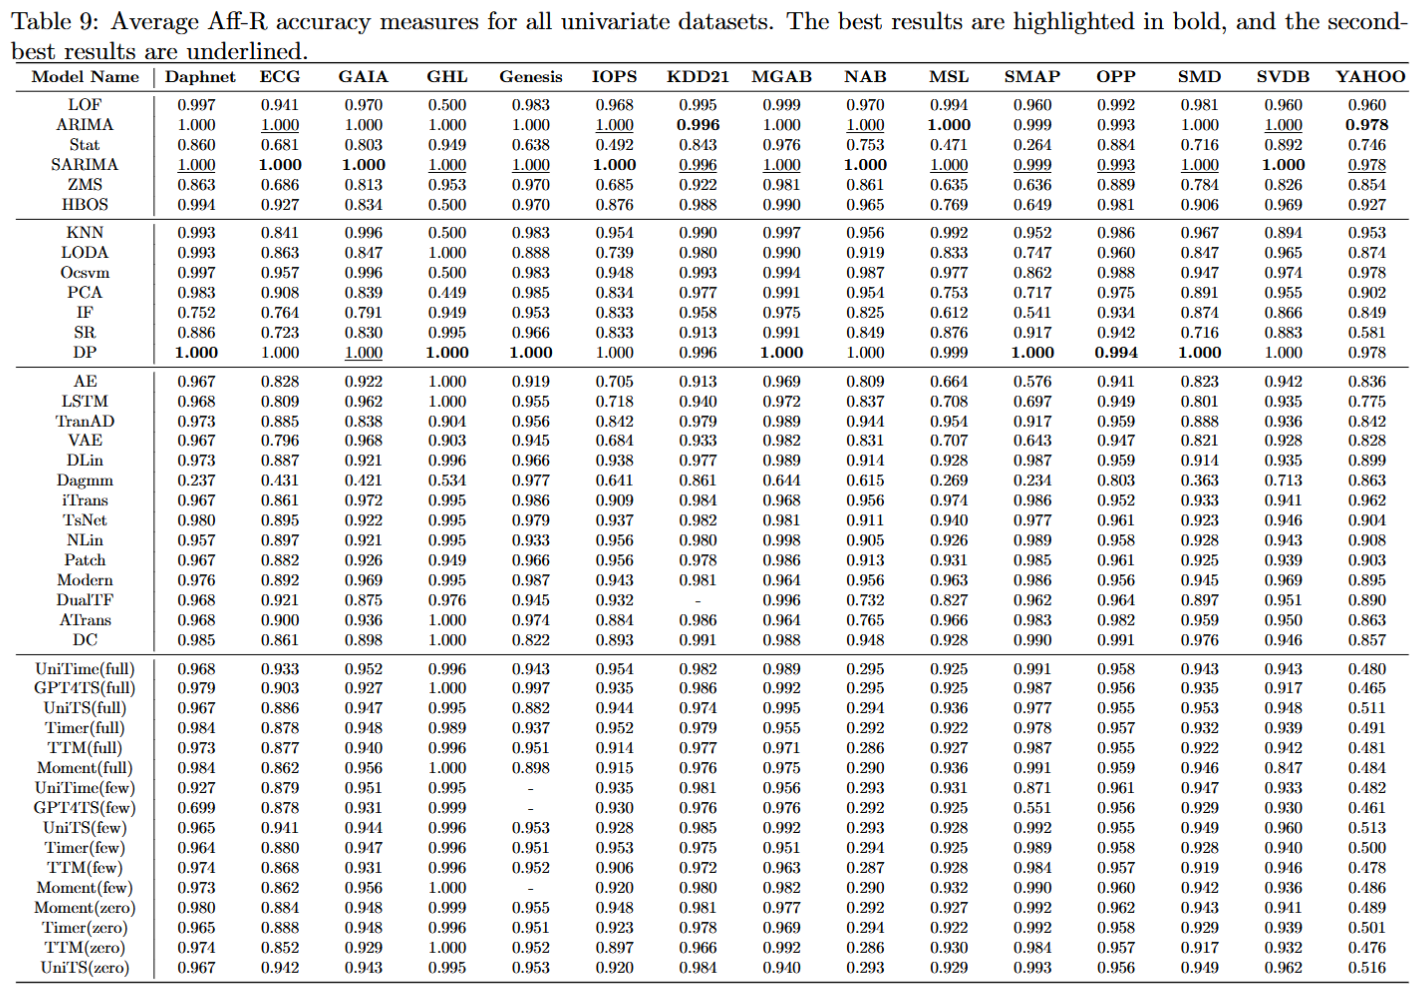 Table 9: Average Aff-R accuracy measures for all univariate datasets. The best results are highlighted in bold, and the second-
best results are underlined.
Model Name Daphnet ECG GAIA GHL Genesis IOPS KDD21 MGAB NAB MSL SMAP OPP SMD SVDB YAHOO
LOF 0.997 0.941 0.970 0.500 0.983 0.968 0.995 0.999 0.970 0.994 0.960 0.992 0.981 0.960 0.960
ARIMA 1.000 1.000 1.000 1.000 1.000 1.000 0.996 1.000 1.000 1.000 0.999 0.993 1.000 1.000 0.978
Stat 0.860 0.681 0.803 0.949 0.638 0.492 0.843 0.976 0.753 0.471 0.264 0.884 0.716 0.892 0.746
SARIMA 1.000 1.000 1.000 1.000 1.000 1.000 0.996 1.000 1.000 1.000 0.999 0.993 1.000 1.000 0.978
ZMS 0.863 0.686 0.813 0.953 0.970 0.685 0.922 0.981 0.861 0.635 0.636 0.889 0.784 0.826 0.854
HBOS 0.994 0.927 0.834 0.500 0.970 0.876 0.988 0.990 0.965 0.769 0.649 0.981 0.906 0.969 0.927
KNN 0.993 0.841 0.996 0.500 0.983 0.954 0.990 0.997 0.956 0.992 0.952 0.986 0.967 0.894 0.953
LODA 0.993 0.863 0.847 1.000 0.888 0.739 0.980 0.990 0.919 0.833 0.747 0.960 0.847 0.965 0.874
Ocsvm 0.997 0.957 0.996 0.500 0.983 0.948 0.993 0.994 0.987 0.977 0.862 0.988 0.947 0.974 0.978
PCA 0.983 0.908 0.839 0.449 0.985 0.834 0.977 0.991 0.954 0.753 0.717 0.975 0.891 0.955 0.902
IF 0.752 0.764 0.791 0.949 0.953 0.833 0.958 0.975 0.825 0.612 0.541 0.934 0.874 0.866 0.849
SR 0.886 0.723 0.830 0.995 0.966 0.833 0.913 0.991 0.849 0.876 0.917 0.942 0.716 0.883 0.581
DP 1.000 1.000 1.000 1.000 1.000 1.000 0.996 1.000 1.000 0.999 1.000 0.994 1.000 1.000 0.978
AE 0.967 0.828 0.922 1.000 0.919 0.705 0.913 0.969 0.809 0.664 0.576 0.941 0.823 0.942 0.836
LSTM 0.968 0.809 0.962 1.000 0.955 0.718 0.940 0.972 0.837 0.708 0.697 0.949 0.801 0.935 0.775
TranAD 0.973 0.885 0.838 0.904 0.956 0.842 0.979 0.989 0.944 0.954 0.917 0.959 0.888 0.936 0.842
VAE 0.967 0.796 0.968 0.903 0.945 0.684 0.933 0.982 0.831 0.707 0.643 0.947 0.821 0.928 0.828
DLin 0.973 0.887 0.921 0.996 0.966 0.938 0.977 0.989 0.914 0.928 0.987 0.959 0.914 0.935 0.899
Dagmm 0.237 0.431 0.421 0.534 0.977 0.641 0.861 0.644 0.615 0.269 0.234 0.803 0.363 0.713 0.863
iTrans 0.967 0.861 0.972 0.995 0.986 0.909 0.984 0.968 0.956 0.974 0.986 0.952 0.933 0.941 0.962
TsNet 0.980 0.895 0.922 0.995 0.979 0.937 0.982 0.981 0.911 0.940 0.977 0.961 0.923 0.946 0.904
NLin 0.957 0.897 0.921 0.995 0.933 0.956 0.980 0.998 0.905 0.926 0.989 0.958 0.928 0.943 0.908
Patch 0.967 0.882 0.926 0.949 0.966 0.956 0.978 0.986 0.913 0.931 0.985 0.961 0.925 0.939 0.903
Modern 0.976 0.892 0.969 0.995 0.987 0.943 0.981 0.964 0.956 0.963 0.986 0.956 0.945 0.969 0.895
DualTF 0.968 0.921 0.875 0.976 0.945 0.932 - 0.996 0.732 0.827 0.962 0.964 0.897 0.951 0.890
ATrans 0.968 0.900 0.936 1.000 0.974 0.884 0.986 0.964 0.765 0.966 0.983 0.982 0.959 0.950 0.863
DC 0.985 0.861 0.898 1.000 0.822 0.893 0.991 0.988 0.948 0.928 0.990 0.991 0.976 0.946 0.857
UniTime(full) 0.968 0.933 0.952 0.996 0.943 0.954 0.982 0.989 0.295 0.925 0.991 0.958 0.943 0.943 0.480
GPT4TS(full) 0.979 0.903 0.927 1.000 0.997 0.935 0.986 0.992 0.295 0.925 0.987 0.956 0.935 0.917 0.465
UniTS(full) 0.967 0.886 0.947 0.995 0.882 0.944 0.974 0.995 0.294 0.936 0.977 0.955 0.953 0.948 0.511
Timer(full) 0.984 0.878 0.948 0.989 0.937 0.952 0.979 0.955 0.292 0.922 0.978 0.957 0.932 0.939 0.491
TTM(full) 0.973 0.877 0.940 0.996 0.951 0.914 0.977 0.971 0.286 0.927 0.987 0.955 0.922 0.942 0.481
Moment(full) 0.984 0.862 0.956 1.000 0.898 0.915 0.976 0.975 0.290 0.936 0.991 0.959 0.946 0.847 0.484
UniTime(few) 0.927 0.879 0.951 0.995 - 0.935 0.981 0.956 0.293 0.931 0.871 0.961 0.947 0.933 0.482
GPT4TS(few) 0.699 0.878 0.931 0.999 - 0.930 0.976 0.976 0.292 0.925 0.551 0.956 0.929 0.930 0.461
UniTS(few) 0.965 0.941 0.944 0.996 0.953 0.928 0.985 0.992 0.293 0.928 0.992 0.955 0.949 0.960 0.513
Timer(few) 0.964 0.880 0.947 0.996 0.951 0.953 0.975 0.951 0.294 0.925 0.989 0.958 0.928 0.940 0.500
TTM(few) 0.974 0.868 0.931 0.996 0.952 0.906 0.972 0.963 0.287 0.928 0.984 0.957 0.919 0.946 0.478
Moment(few) 0.973 0.862 0.956 1.000 - 0.920 0.980 0.982 0.290 0.932 0.990 0.960 0.942 0.936 0.486
Moment(zero) 0.980 0.884 0.948 0.999 0.955 0.948 0.981 0.977 0.292 0.927 0.992 0.962 0.943 0.941 0.489
Timer(zero) 0.965 0.888 0.948 0.996 0.951 0.923 0.978 0.969 0.294 0.922 0.992 0.958 0.929 0.939 0.501
TTM(zero) 0.974 0.852 0.929 1.000 0.952 0.897 0.966 0.992 0.286 0.930 0.984 0.957 0.917 0.932 0.476
UniTS(zero) 0.967 0.942 0.943 0.995 0.953 0.920 0.984 0.940 0.293 0.929 0.993 0.956 0.949 0.962 0.516